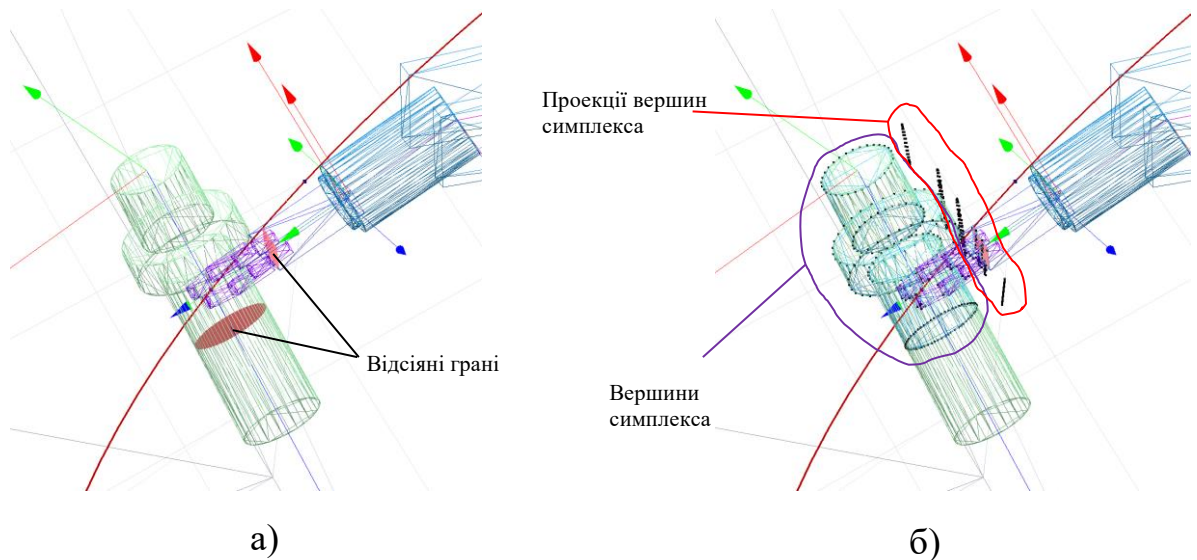 Проекції вершин
симплекса
Відсіяні грані
Вершини
симплекса
а)
б)